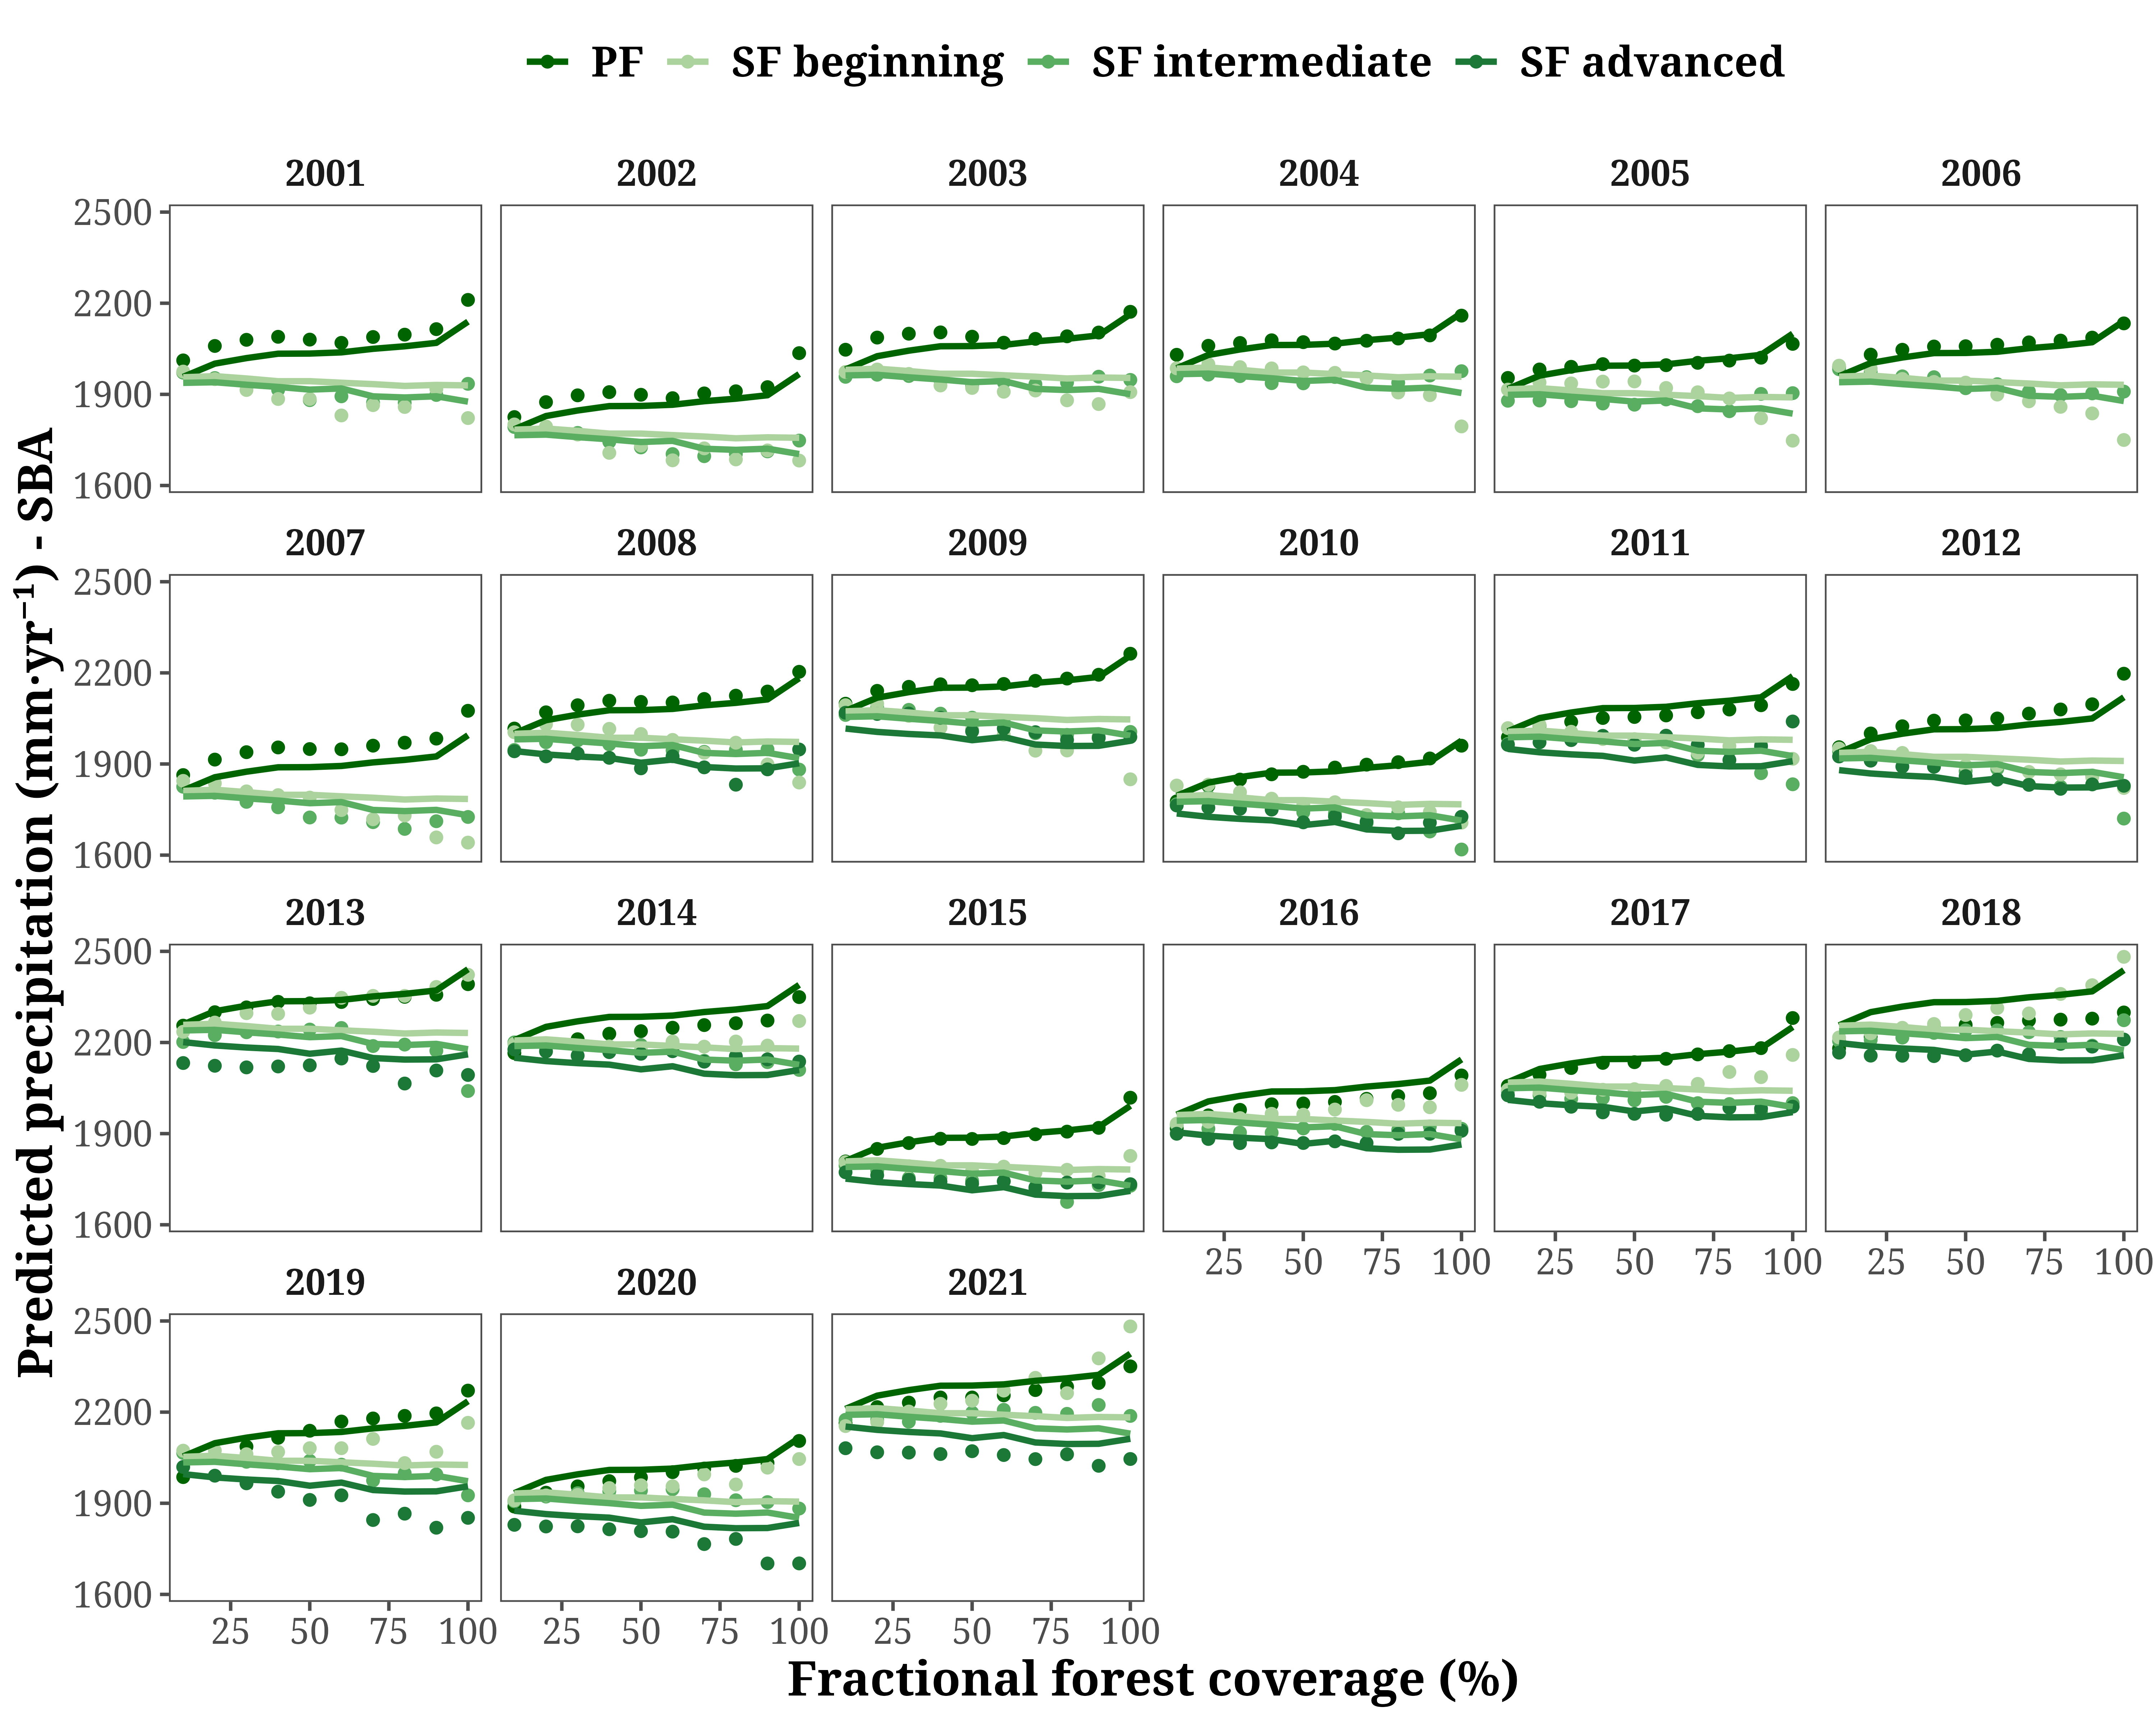 PF SF beginning SF intermediate SF advanced
2001 2002 2003 2004 2005 2006
2500
2200
1900
1600
2007 2008 2009 2010 2011 2012
2500
2200
1900
1600
2013 2014 2015 2016 2017 2018
2500
2200
1900
1600
25 50 75 100 25 50 75 100 25 50 75 100
2019 2020 2021
2500
2200
1900
1600
25 50 75 100 25 50 75 100 25 50 75 100
Fractional forest coverage (%)
Predicted precipitation (mm·yr⁻¹) - SBA